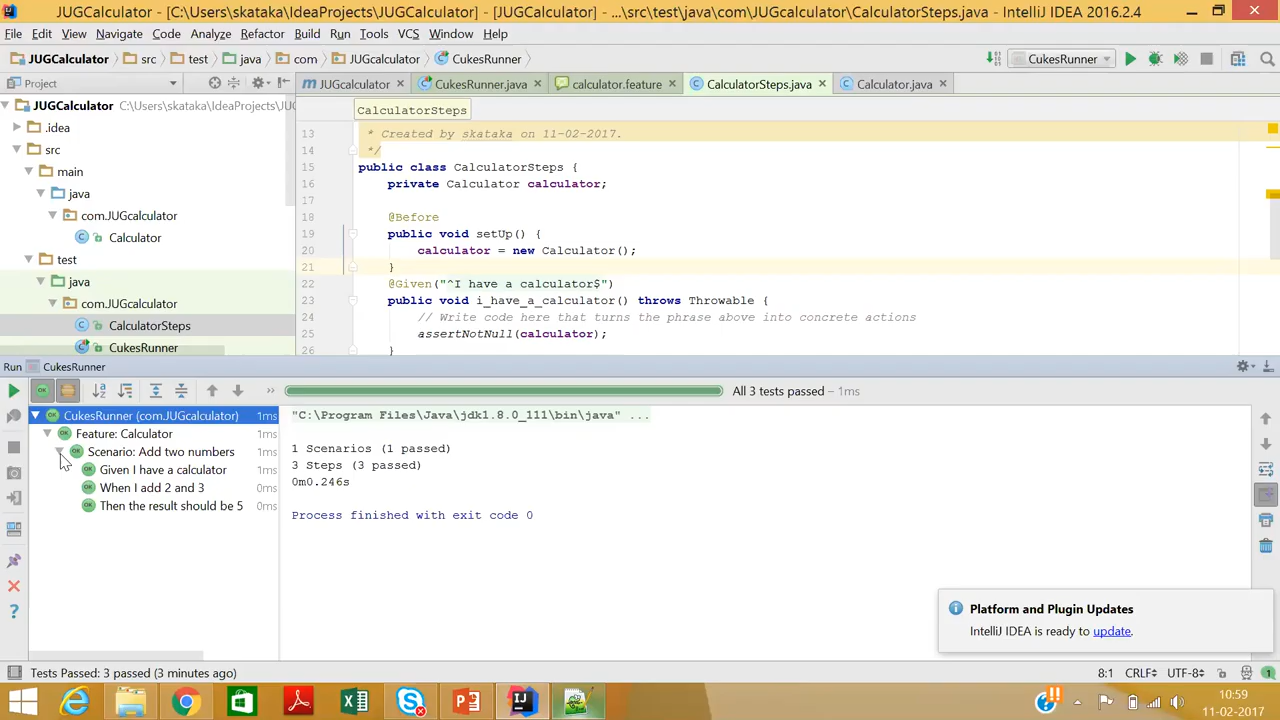 JUGCalculator - [C:\Users\skataka\IdeaProjects\JUGCalculator] - [JUGCalculator] - ...\src\test\java\com\JUGcalculator\CalculatorSteps.java - IntelliJ IDEA 2016.2.4
File Edit View Navigate Code Analyze Refactor Build Run Tools VCS Window Help
JUGCalculator src test java com JUGcalculator CukesRunner
CukesRunner
Project
JUGCalculator CukesRunner.java calculator.feature CalculatorSteps.java Calculator.java
JUGCalculator C:\Users\skataka\IdeaProjects\JUG
CalculatorSteps
.idea
src
main
java
com.JUGcalculator
Calculator
test
java
com.JUGcalculator
CalculatorSteps
CukesRunner
13 * Created by skataka on 11-02-2017.
14 */
15 public class CalculatorSteps {
16 private Calculator calculator;
17
18 @Before
19 public void setUp() {
20 calculator = new Calculator();
21 }
22 @Given("^I have a calculator$")
23 public void i_have_a_calculator() throws Throwable {
24 // Write code here that turns the phrase above into concrete actions
25 assertNotNull(calculator);
26 }
Run CukesRunner
All 3 tests passed – 1ms
CukesRunner (com.JUGcalculator) 1ms
Feature: Calculator 1ms
Scenario: Add two numbers 1ms
Given I have a calculator 1ms
When I add 2 and 3 0ms
Then the result should be 5 0ms
"C:\Program Files\Java\jdk1.8.0_111\bin\java" ...
1 Scenarios (1 passed)
3 Steps (3 passed)
0m0.246s
Process finished with exit code 0
Platform and Plugin Updates
IntelliJ IDEA is ready to update.
Tests Passed: 3 passed (3 minutes ago)
8:1 CRLF UTF-8 1
10:59
11-02-2017